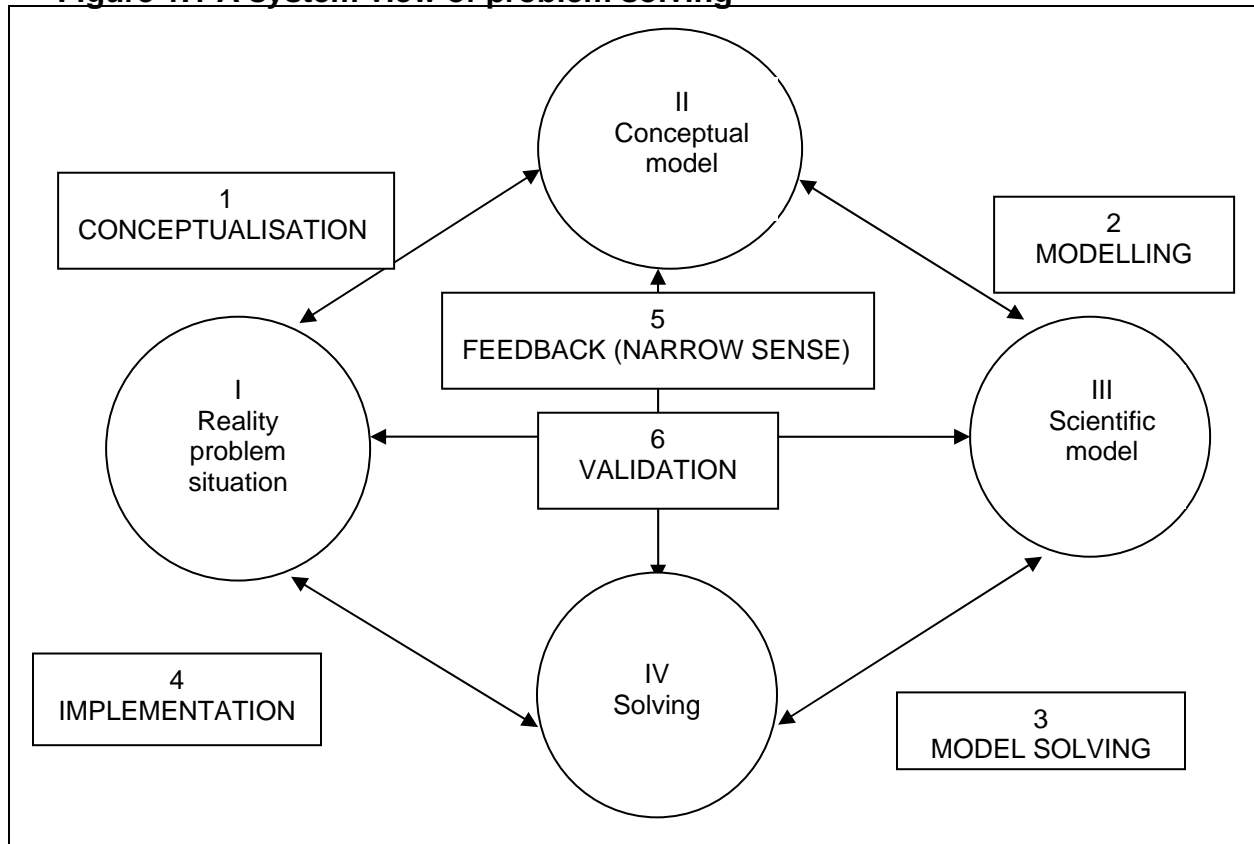 Figure 1.1 A system view of problem solving
II
Conceptual
model
1
CONCEPTUALISATION
2
MODELLING
5
FEEDBACK (NARROW SENSE)
I
Reality
problem
situation
III
Scientific
model
6
VALIDATION
4
IMPLEMENTATION
IV
Solving
3
MODEL SOLVING